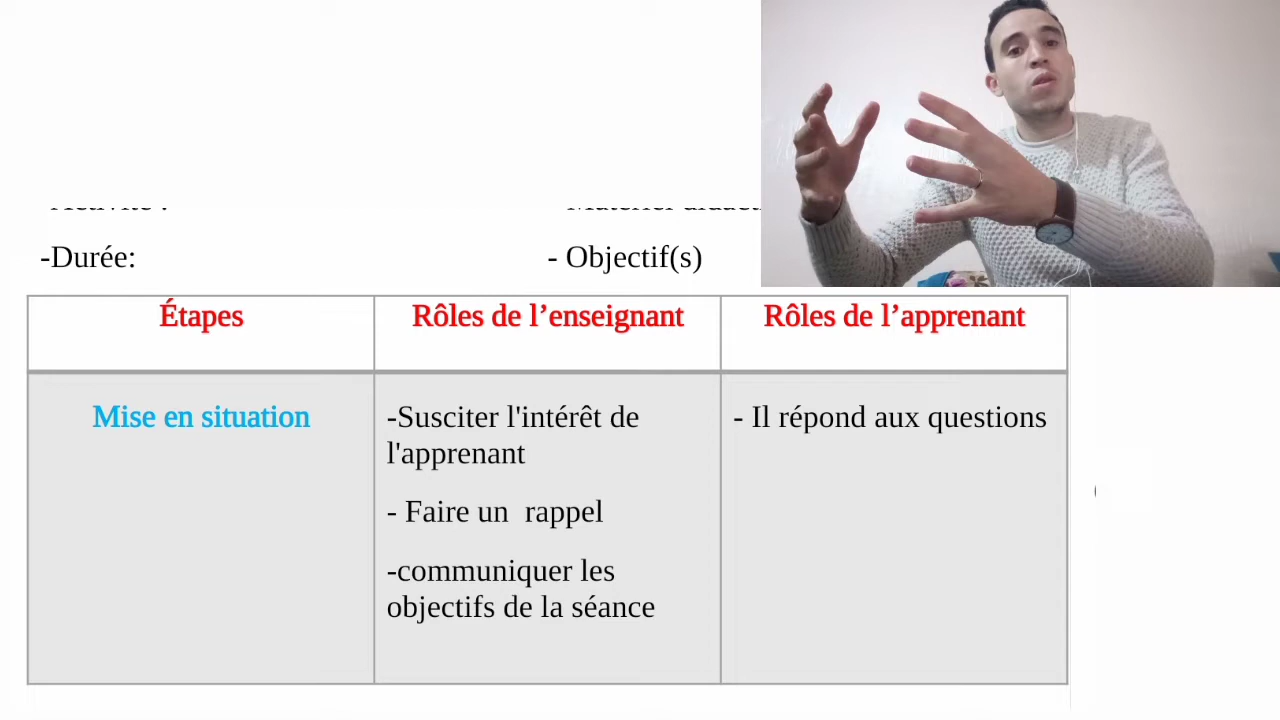 -Durée:
- Objectif(s)
Étapes
Rôles de l’enseignant
Rôles de l’apprenant
Mise en situation
-Susciter l'intérêt de
l'apprenant
- Faire un rappel
-communiquer les
objectifs de la séance
- Il répond aux questions